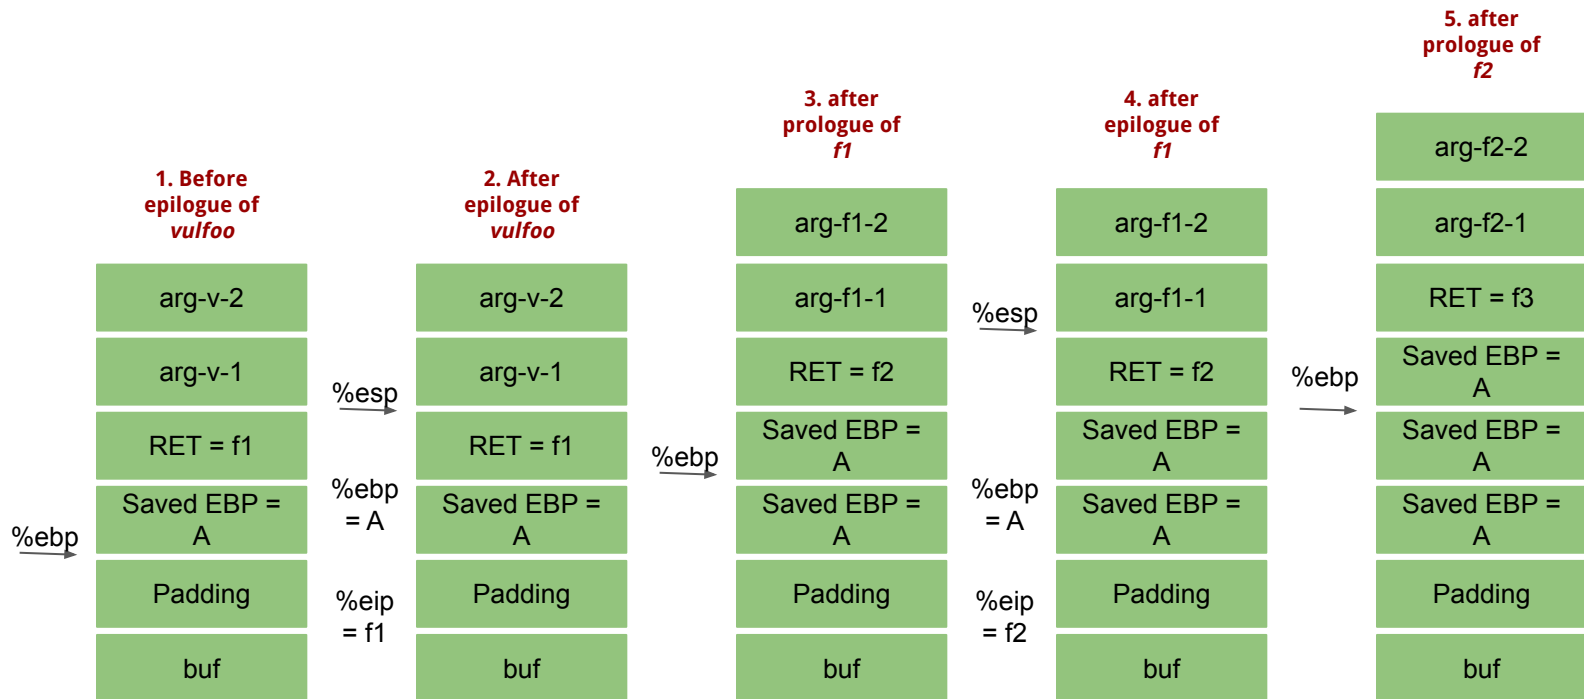 1. Before
epilogue of
vulfoo
arg-v-2
arg-v-1
RET = f1
Saved EBP =
A
Padding
buf
%ebp
2. After
epilogue of
vulfoo
%esp
%ebp
= A
%eip
= f1
arg-v-2
arg-v-1
RET = f1
Saved EBP =
A
Padding
buf
3. after
prologue of
f1
%ebp
arg-f1-2
arg-f1-1
RET = f2
Saved EBP =
A
Saved EBP =
A
Padding
buf
4. after
epilogue of
f1
%esp
%ebp
= A
%eip
= f2
arg-f1-2
arg-f1-1
RET = f2
Saved EBP =
A
Saved EBP =
A
Padding
buf
5. after
prologue of
f2
%ebp
arg-f2-2
arg-f2-1
RET = f3
Saved EBP =
A
Saved EBP =
A
Saved EBP =
A
Padding
buf